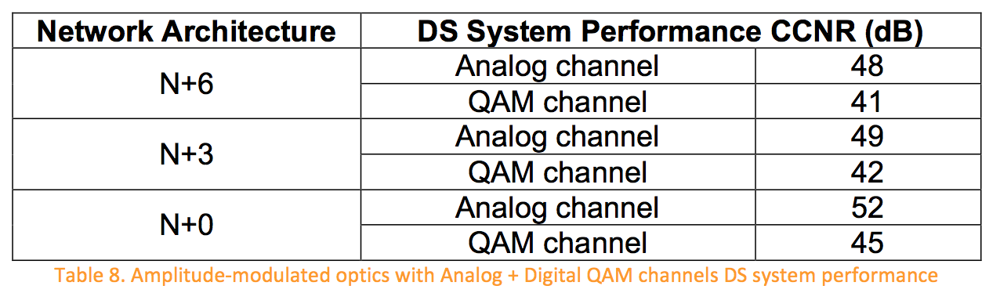 Network Architecture DS System Performance CCNR (dB)
N+6 Analog channel 48
QAM channel 41
N+3 Analog channel 49
QAM channel 42
N+0 Analog channel 52
QAM channel 45
Table 8. Amplitude-modulated optics with Analog + Digital QAM channels DS system performance